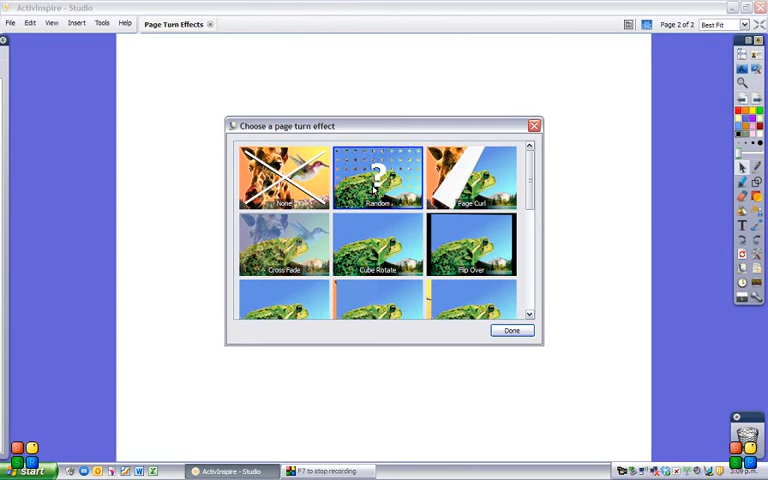 ActivInspire - Studio
File Edit View Insert Tools Help
Page Turn Effects
Page 2 of 2
Best Fit
Choose a page turn effect
None
Random
Page Curl
Cross Fade
Cube Rotate
Flip Over
Done
Start
ActivInspire - Studio
F7 to stop recording
3:09 p.m.